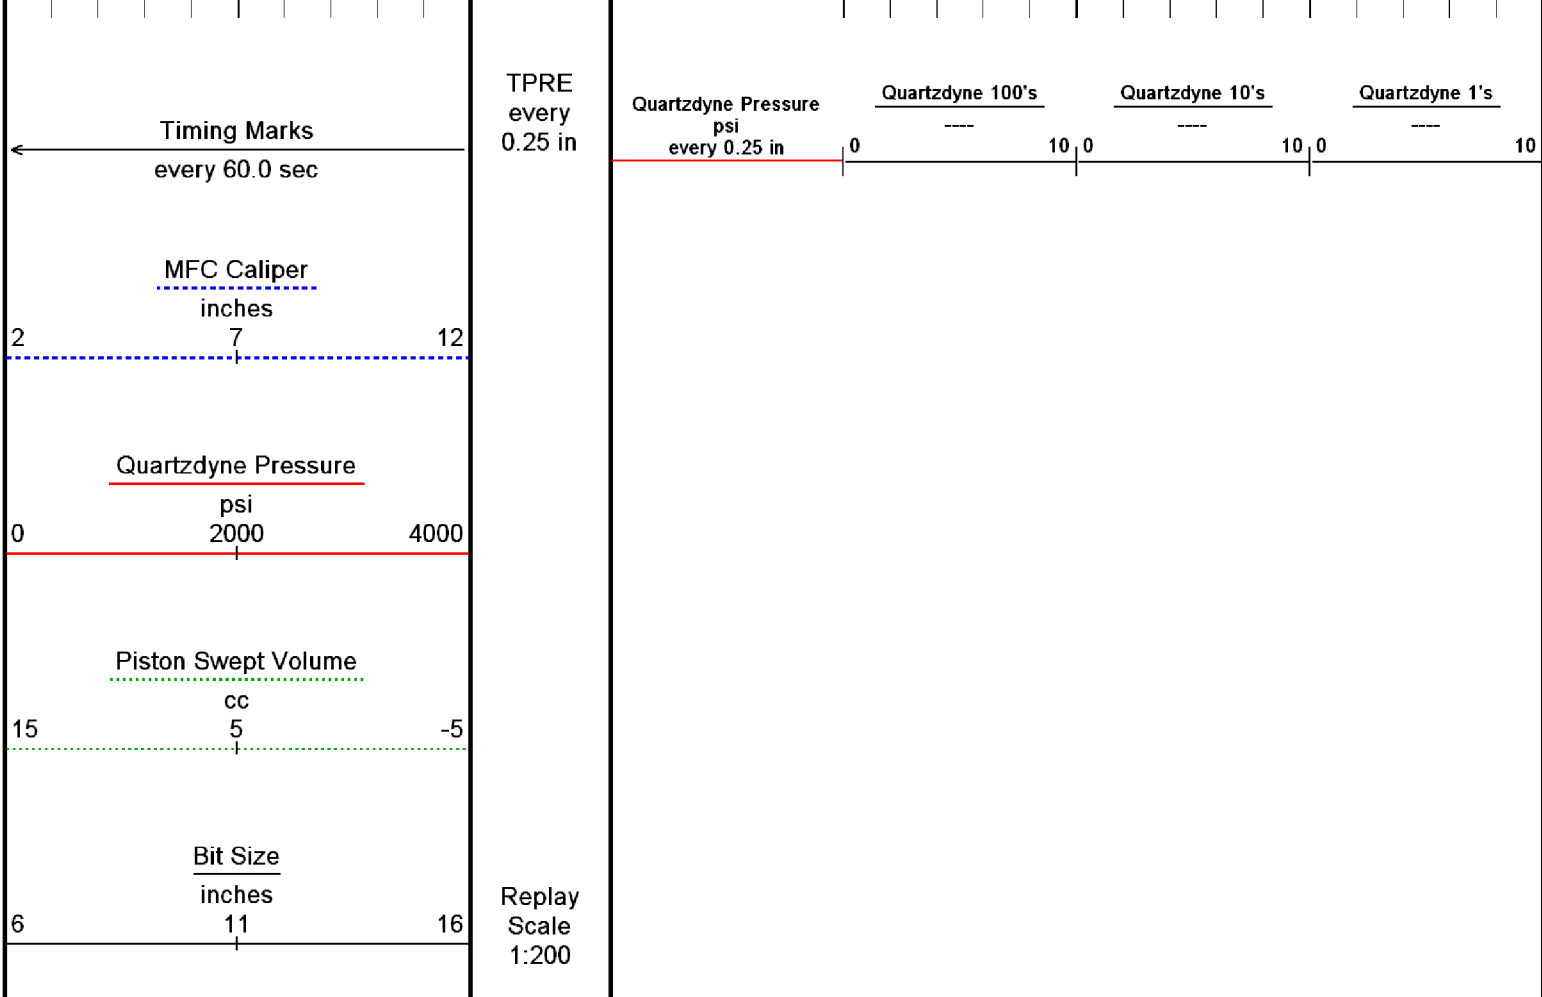 Timing Marks
every 60.0 sec
MFC Caliper
inches
2 7 12
Quartzdyne Pressure
psi
0 2000 4000
Piston Swept Volume
cc
15 5 -5
Bit Size
inches
6 11 16
TPRE
every
0.25 in
Replay
Scale
1:200
Quartzdyne Pressure
psi
every 0.25 in
Quartzdyne 100's
----
0 10
Quartzdyne 10's
----
0 10
Quartzdyne 1's
----
0 10